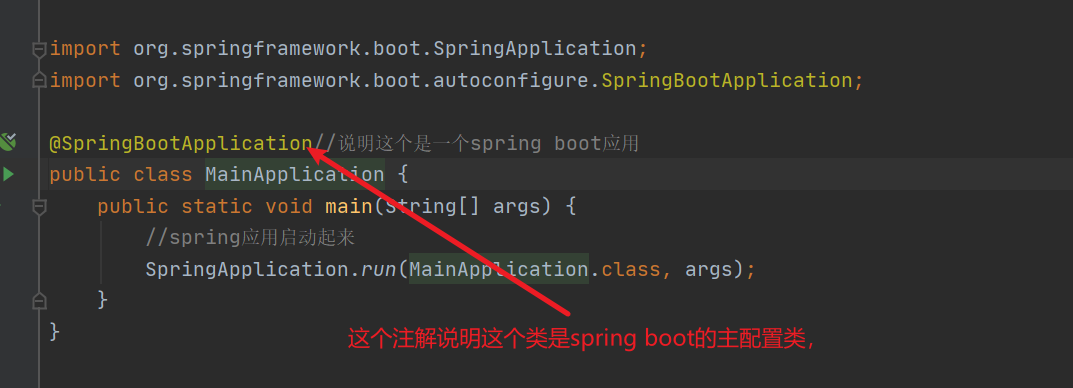 import org.springframework.boot.SpringApplication;
import org.springframework.boot.autoconfigure.SpringBootApplication;
@SpringBootApplication//说明这个是一个spring boot应用
public class MainApplication {
public static void main(String[] args) {
//spring应用启动起来
SpringApplication.run(MainApplication.class, args);
}
}
这个注解说明这个类是spring boot的主配置类，